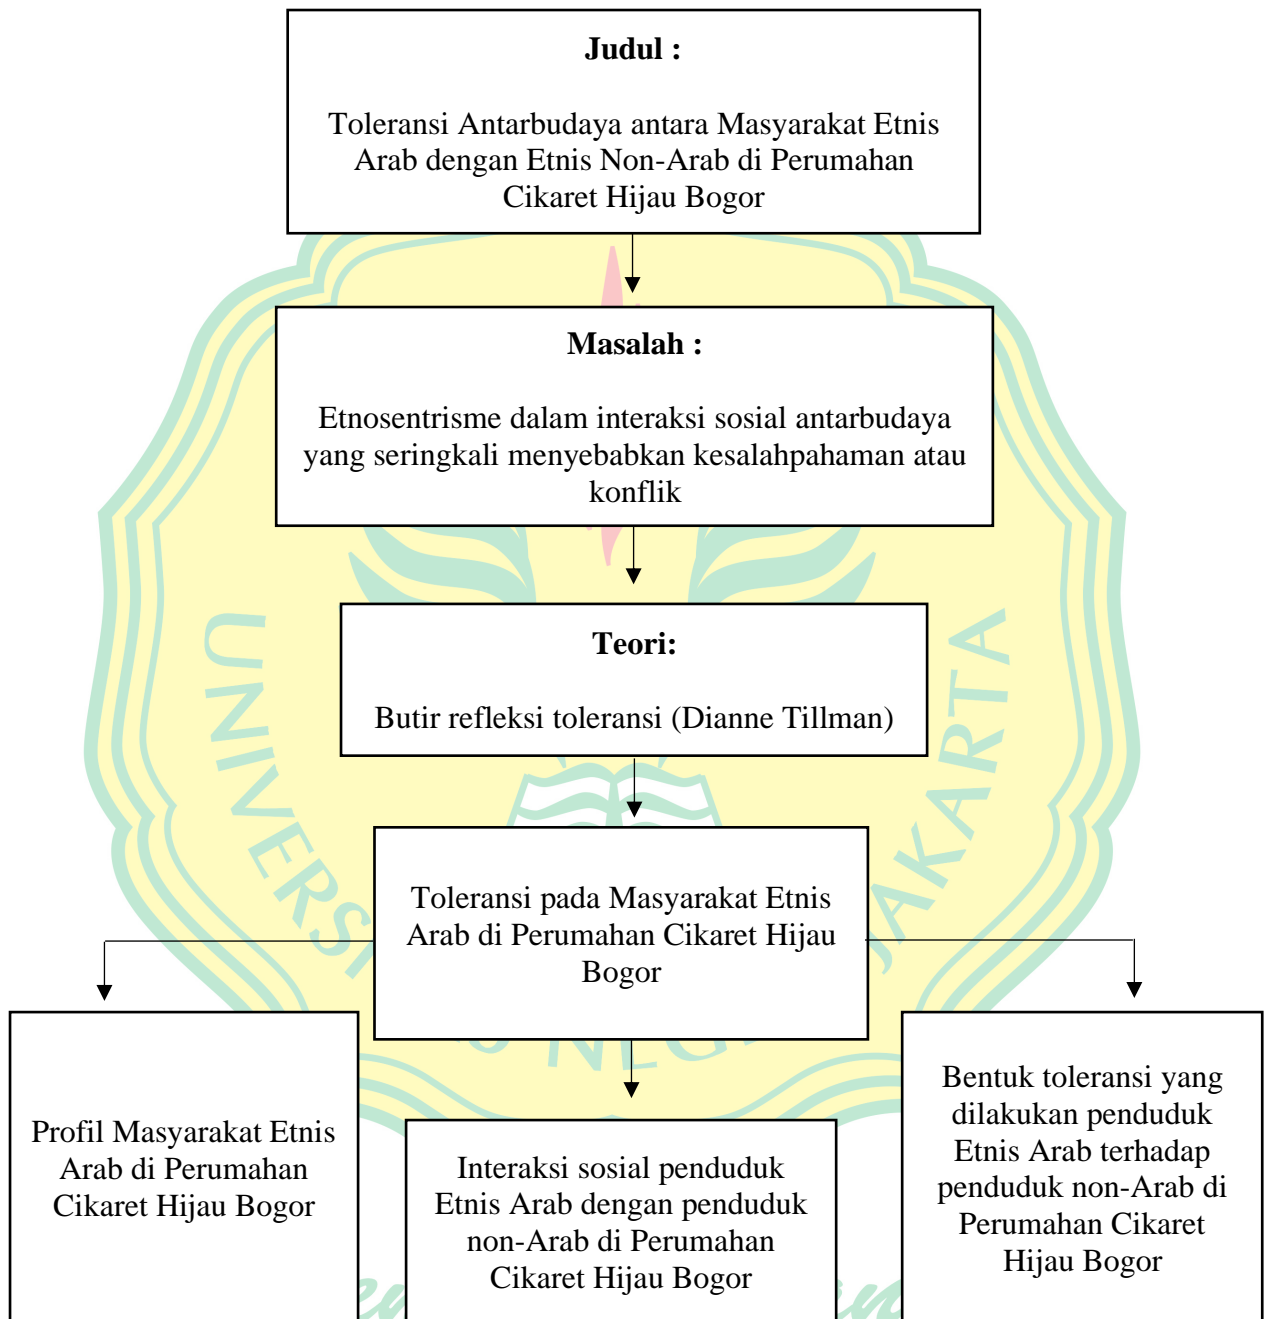 Judul :
Toleransi Antarbudaya antara Masyarakat Etnis
Arab dengan Etnis Non-Arab di Perumahan
Cikaret Hijau Bogor
Masalah :
Etnosentrisme dalam interaksi sosial antarbudaya
yang seringkali menyebabkan kesalahpahaman atau
konflik
Teori:
Butir refleksi toleransi (Dianne Tillman)
Toleransi pada Masyarakat Etnis
Arab di Perumahan Cikaret Hijau
Bogor
Profil Masyarakat Etnis
Arab di Perumahan
Cikaret Hijau Bogor
Interaksi sosial penduduk
Etnis Arab dengan penduduk
non-Arab di Perumahan
Cikaret Hijau Bogor
Bentuk toleransi yang
dilakukan penduduk
Etnis Arab terhadap
penduduk non-Arab di
Perumahan Cikaret
Hijau Bogor
JAKARTA